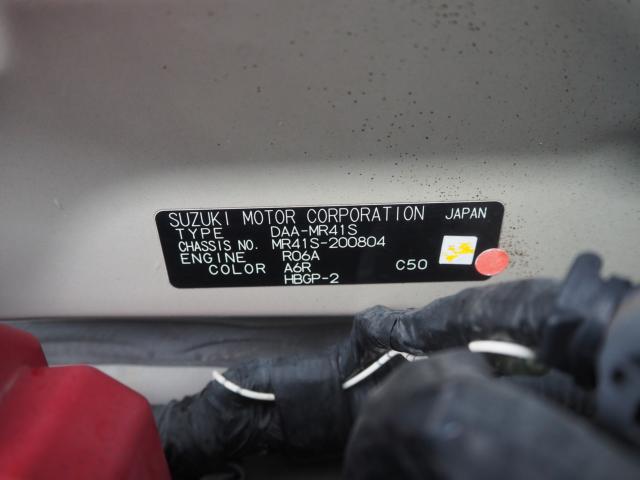 SUZUKI MOTOR CORPORATION JAPAN
TYPE DAA-MR41S
CHASSIS NO. MR41S-200804
ENGINE R06A
COLOR A6R C50
HBGP-2